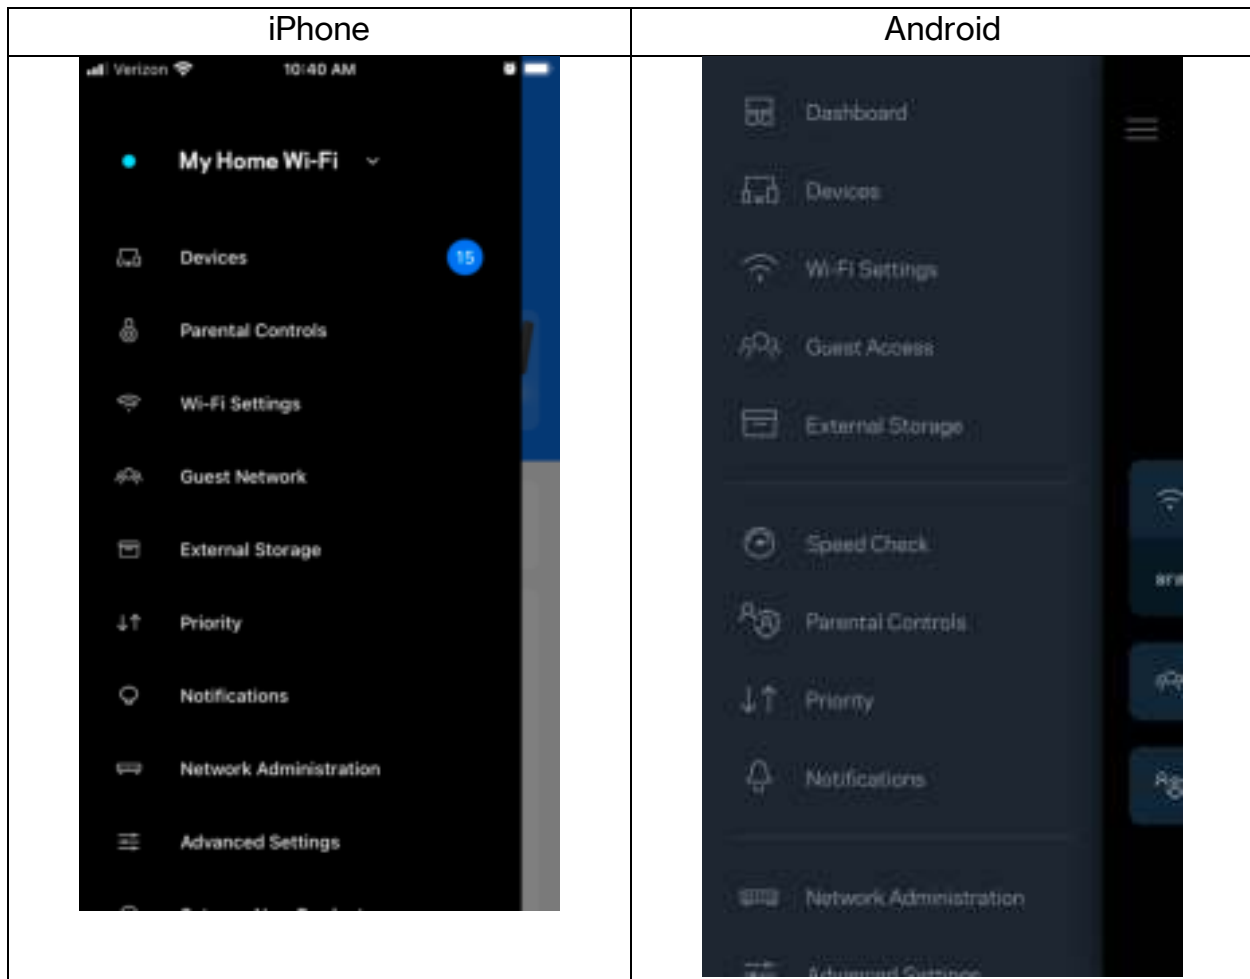 iPhone
Android
Verizon
10:40 AM
My Home Wi-Fi
Devices
15
Parental Controls
Wi-Fi Settings
Guest Network
External Storage
Priority
Notifications
Network Administration
Advanced Settings
Dashboard
Devices
Wi-Fi Settings
Guest Access
External Storage
Speed Check
Parental Controls
Priority
Notifications
Network Administration
Advanced Settings